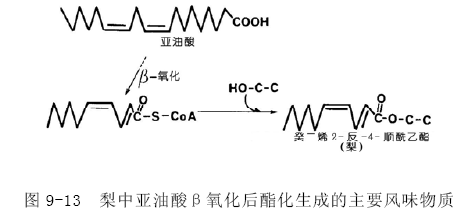 COOH
亚油酸
β-氧化
O
C-S-CoA
HO-C-C
O
C-O-C-C
癸二烯2-反-4-顺酰乙酯
(梨)
图 9-13 梨中亚油酸β氧化后酯化生成的主要风味物质